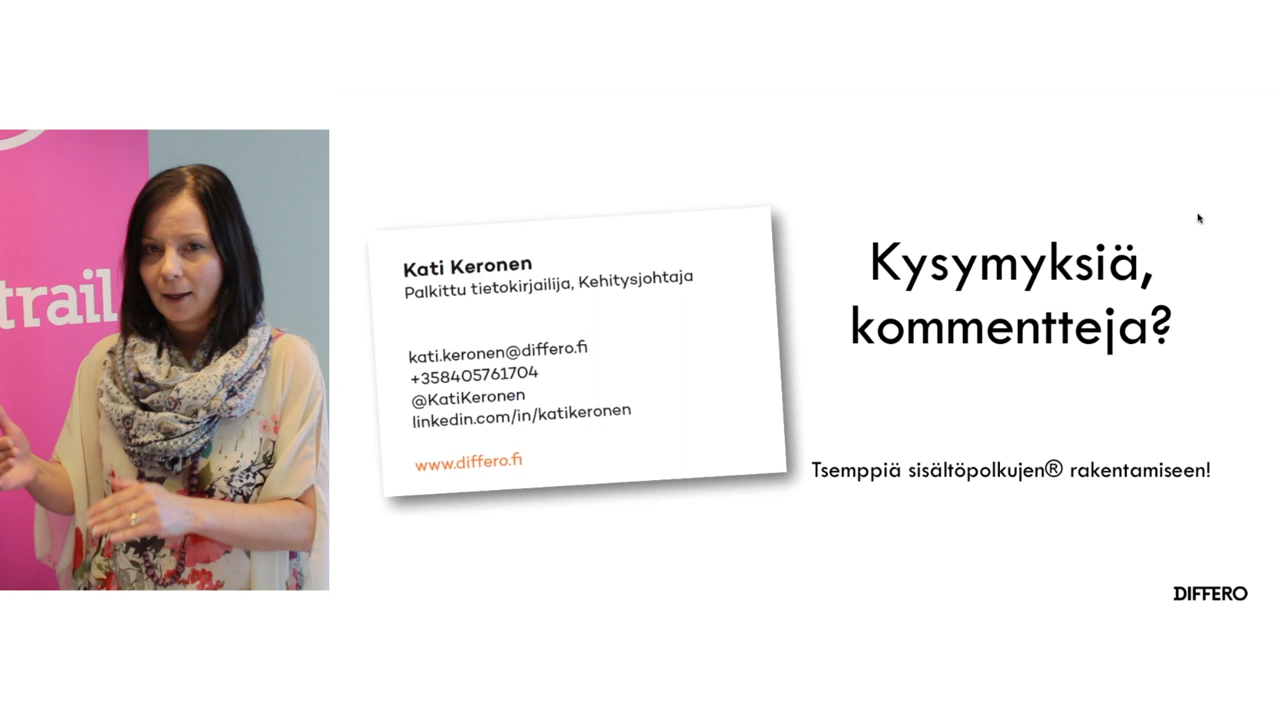 trail
Kati Keronen
Palkittu tietokirjailija, Kehitysjohtaja
kati.keronen@differo.fi
+358405761704
@KatiKeronen
linkedin.com/in/katikeronen
www.differo.fi
Kysymyksiä,
kommentteja?
Tsemppiä sisältöpolkujen® rakentamiseen!
DIFFERO